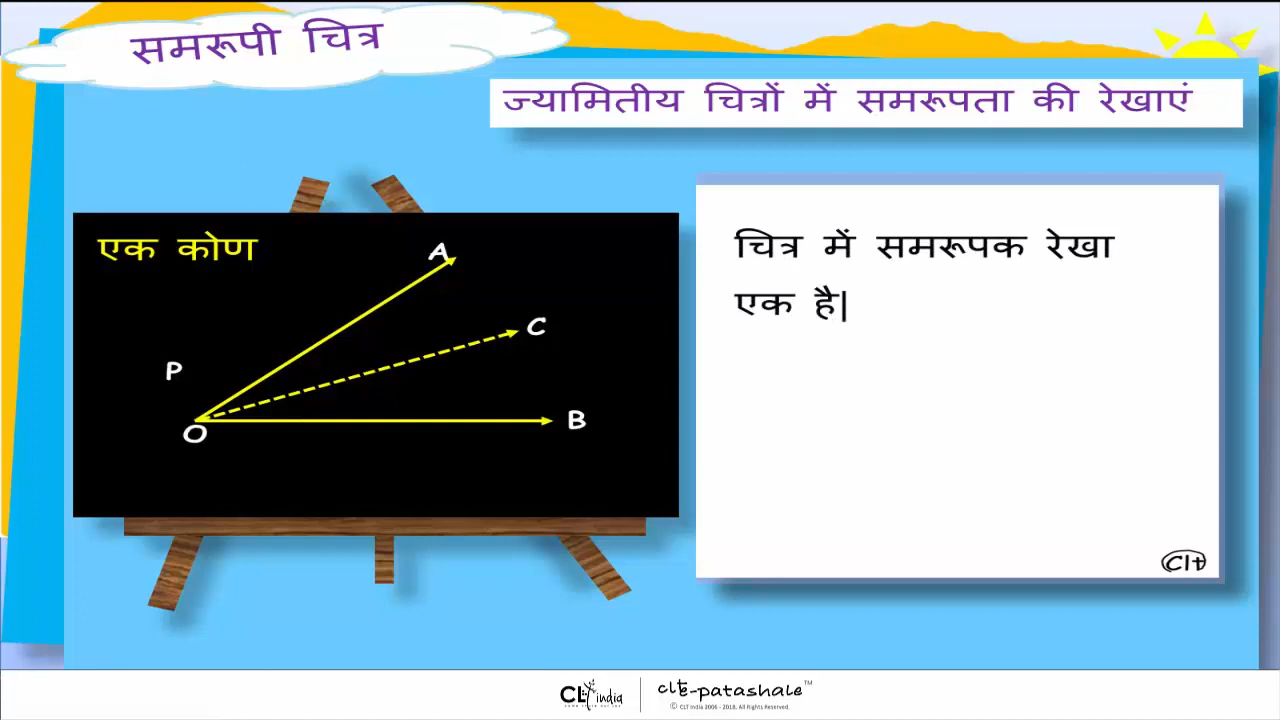 समरूपी चित्र
ज्यामितीय चित्रों में समरूपता की रेखाएं
एक कोण
A
C
P
B
O
चित्र में समरूपक रेखा
एक है|
clt
CLT india
clt e-patashale™
© CLT India 2006 - 2018. All Rights Reserved.